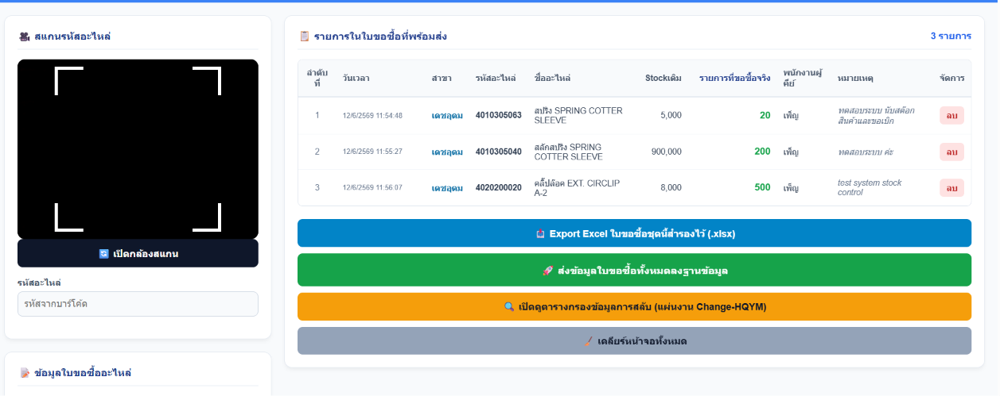 สแกนรหัสอะไหล่
เปิดกล้องสแกน
รหัสอะไหล่
รหัสจากบาร์โค้ด
ข้อมูลใบขอซื้ออะไหล่
รายการในใบขอซื้อที่พร้อมส่ง
3 รายการ
ลำดับที่ วันเวลา สาขา รหัสอะไหล่ ชื่ออะไหล่ Stockเดิม รายการที่ขอซื้อจริง พนักงานผู้คีย์ หมายเหตุ จัดการ
1 12/6/2569 11:54:48 เดชอุดม 4010305063 สปริง SPRING COTTER SLEEVE 5,000 20 เพ็ญ ทดสอบระบบ นับสต๊อกสินค้าและขอเบิก ลบ
2 12/6/2569 11:55:27 เดชอุดม 4010305040 สลักสปริง SPRING COTTER SLEEVE 900,000 200 เพ็ญ ทดสอบระบบ ค่ะ ลบ
3 12/6/2569 11:56:07 เดชอุดม 4020200020 คลิ๊ปล๊อค EXT. CIRCLIP A-2 8,000 500 เพ็ญ test system stock control ลบ
Export Excel ใบขอซื้อชุดนี้สำรองไว้ (.xlsx)
ส่งข้อมูลใบขอซื้อทั้งหมดลงฐานข้อมูล
เปิดดูตารางกรองข้อมูลการสลับ (แผ่นงาน Change-HQYM)
เคลียร์หน้าจอทั้งหมด